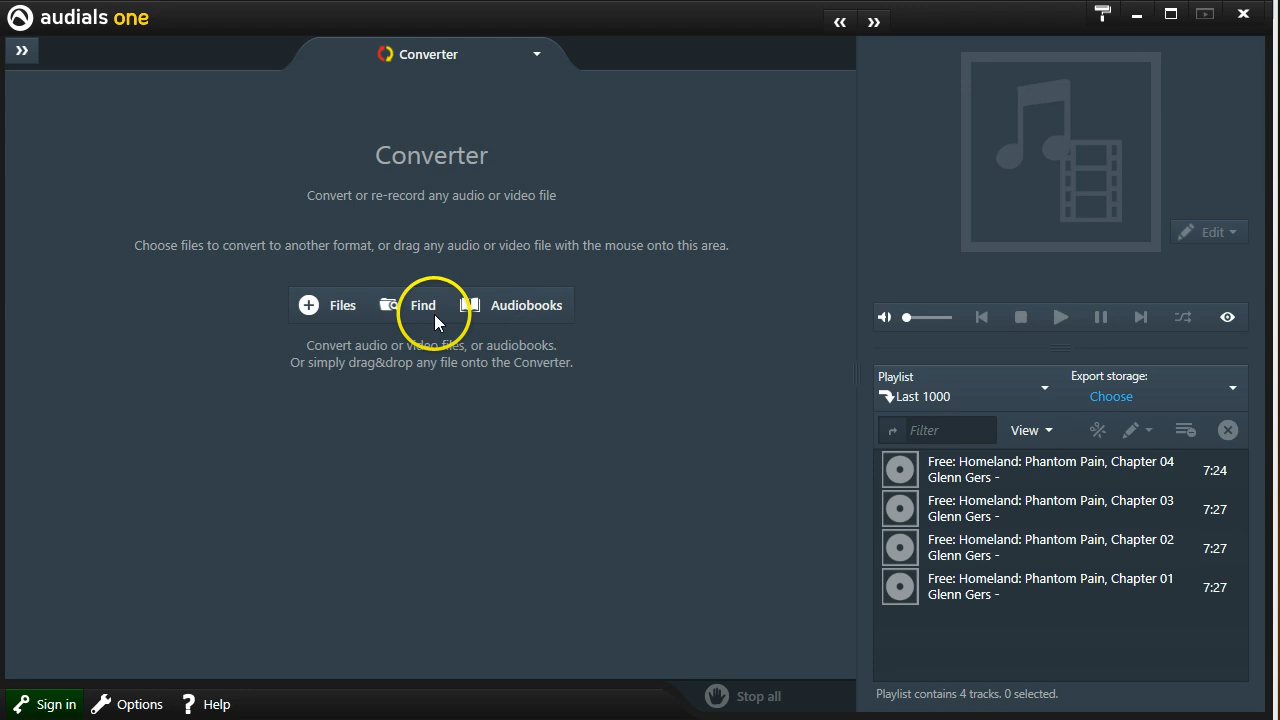 audials one
Converter
Converter
Convert or re-record any audio or video file
Choose files to convert to another format, or drag any audio or video file with the mouse onto this area.
Files Find Audiobooks
Convert audio or video files, or audiobooks.
Or simply drag&drop any file onto the Converter.
Edit
Playlist
Last 1000
Export storage:
Choose
Filter View
Free: Homeland: Phantom Pain, Chapter 04
Glenn Gers -
7:24
Free: Homeland: Phantom Pain, Chapter 03
Glenn Gers -
7:27
Free: Homeland: Phantom Pain, Chapter 02
Glenn Gers -
7:27
Free: Homeland: Phantom Pain, Chapter 01
Glenn Gers -
7:27
Playlist contains 4 tracks. 0 selected.
Sign in Options Help Stop all